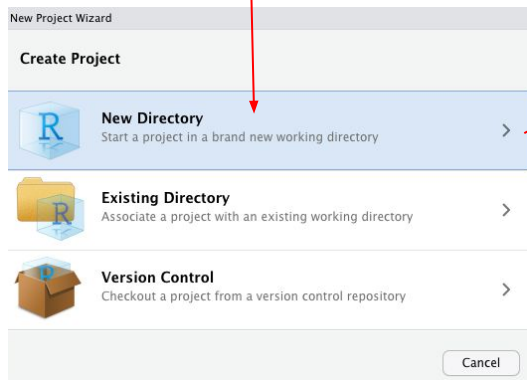 New Project Wizard
Create Project
R
New Directory
Start a project in a brand new working directory
R
Existing Directory
Associate a project with an existing working directory
R
Version Control
Checkout a project from a version control repository
Cancel